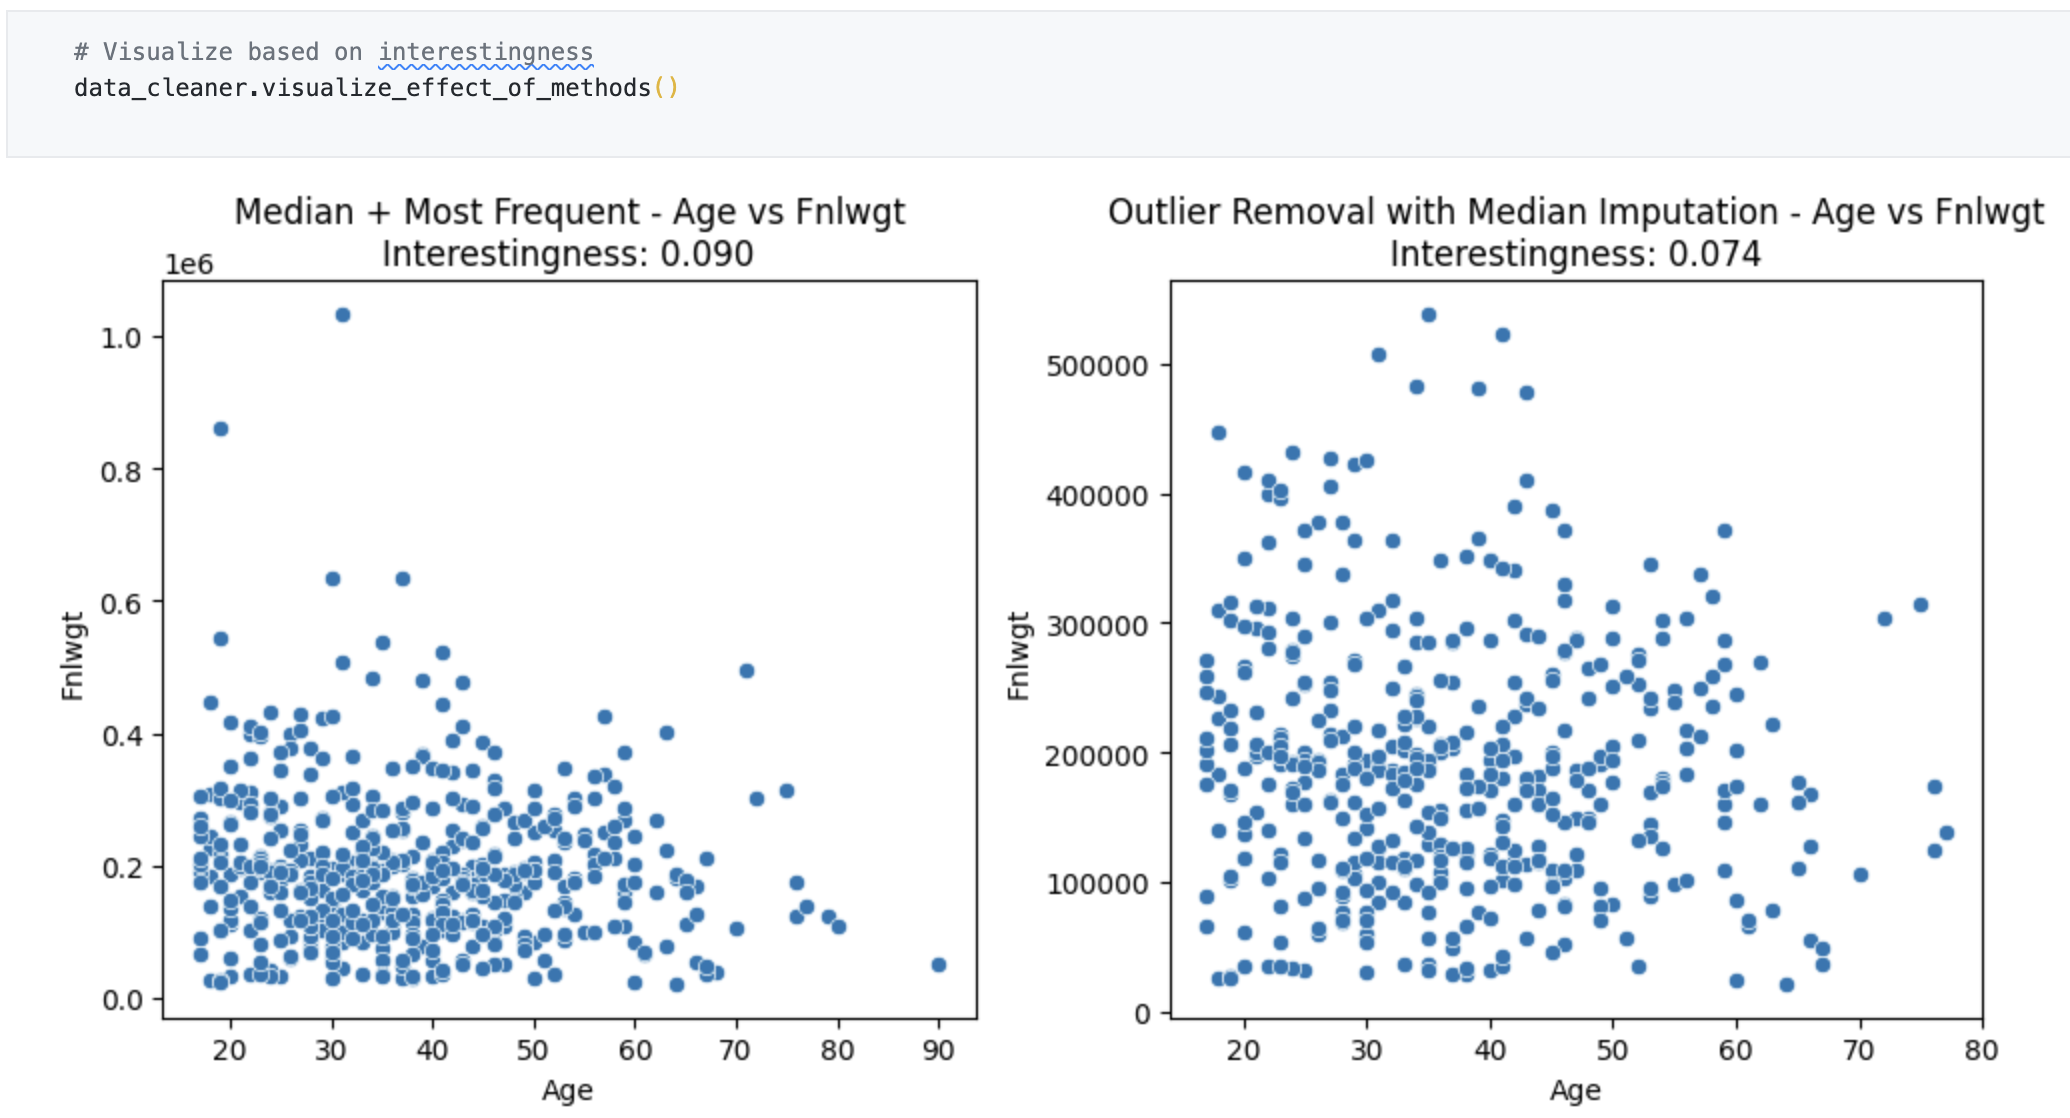 # Visualize based on interestingness
data_cleaner.visualize_effect_of_methods()
Median + Most Frequent - Age vs Fnlwgt
Interestingness: 0.090
1e6
1.0
0.8
0.6
0.4
0.2
0.0
Fnlwgt
20 30 40 50 60 70 80 90
Age
Outlier Removal with Median Imputation - Age vs Fnlwgt
Interestingness: 0.074
500000
400000
300000
200000
100000
0
Fnlwgt
20 30 40 50 60 70 80
Age